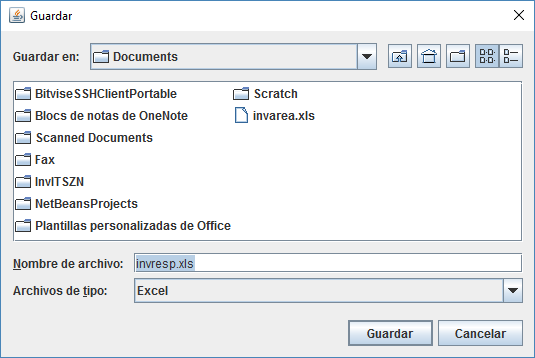 Guardar
Guardar en: Documents
BitviseSSHClientPortable
Blocs de notas de OneNote
Scanned Documents
Fax
InvITSZN
NetBeansProjects
Plantillas personalizadas de Office
Scratch
invarea.xls
Nombre de archivo: invresp.xls
Archivos de tipo: Excel
Guardar Cancelar